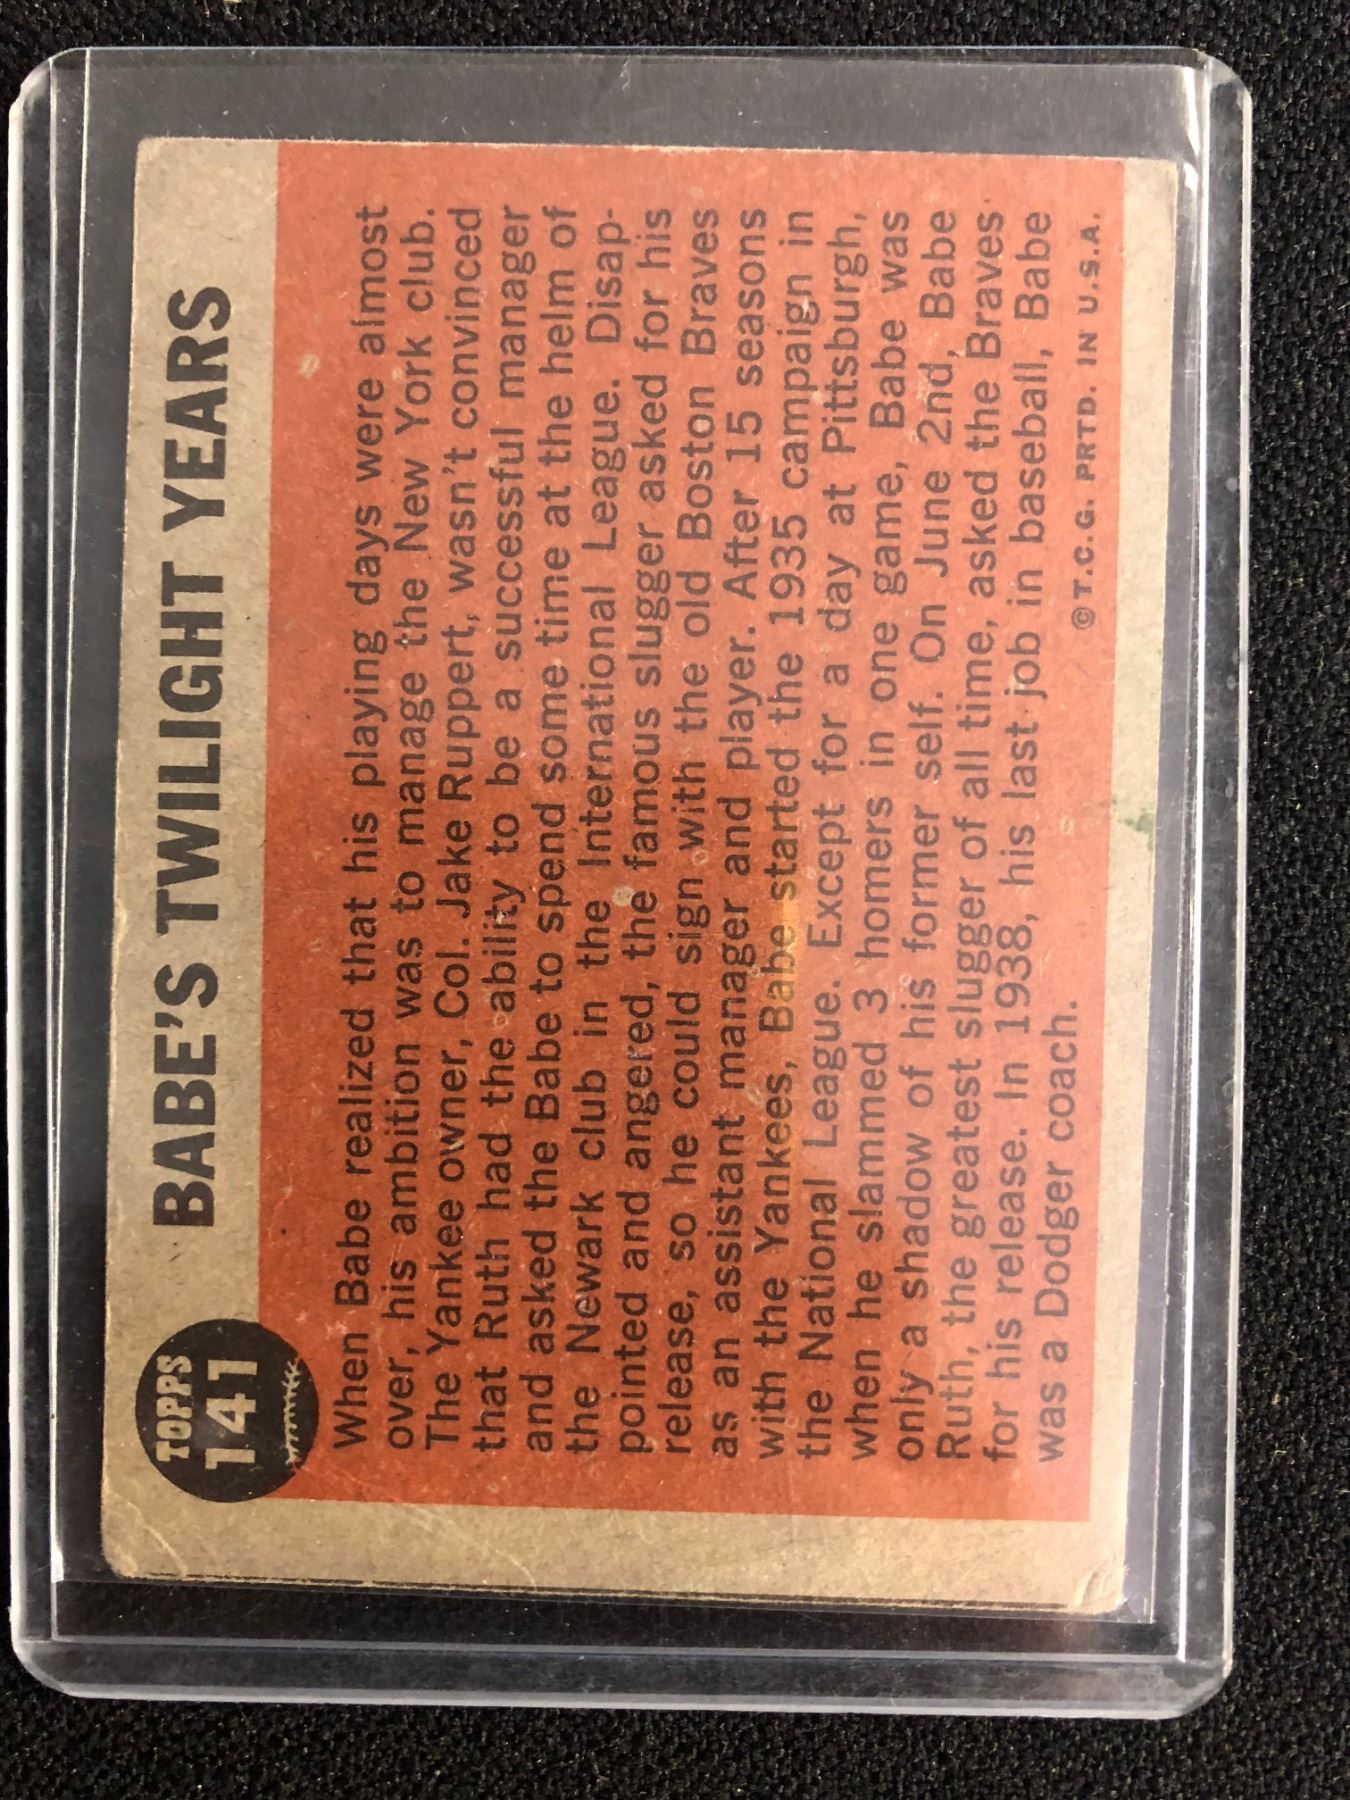 TOPPS
141
BABE'S TWILIGHT YEARS
When Babe realized that his playing days were almost
over, his ambition was to manage the New York club.
The Yankee owner, Col. Jake Ruppert, wasn't convinced
that Ruth had the ability to be a successful manager
and asked the Babe to spend some time at the helm of
the Newark club in the International League. Disap-
pointed and angered, the famous slugger asked for his
release, so he could sign with the old Boston Braves
as an assistant manager and player. After 15 seasons
with the Yankees, Babe started the 1935 campaign in
the National League. Except for a day at Pittsburgh,
when he slammed 3 homers in one game, Babe was
only a shadow of his former self. On June 2nd, Babe
Ruth, the greatest slugger of all time, asked the Braves
for his release. In 1938, his last job in baseball, Babe
was a Dodger coach.
©T.C.G. PRTD. IN U.S.A.